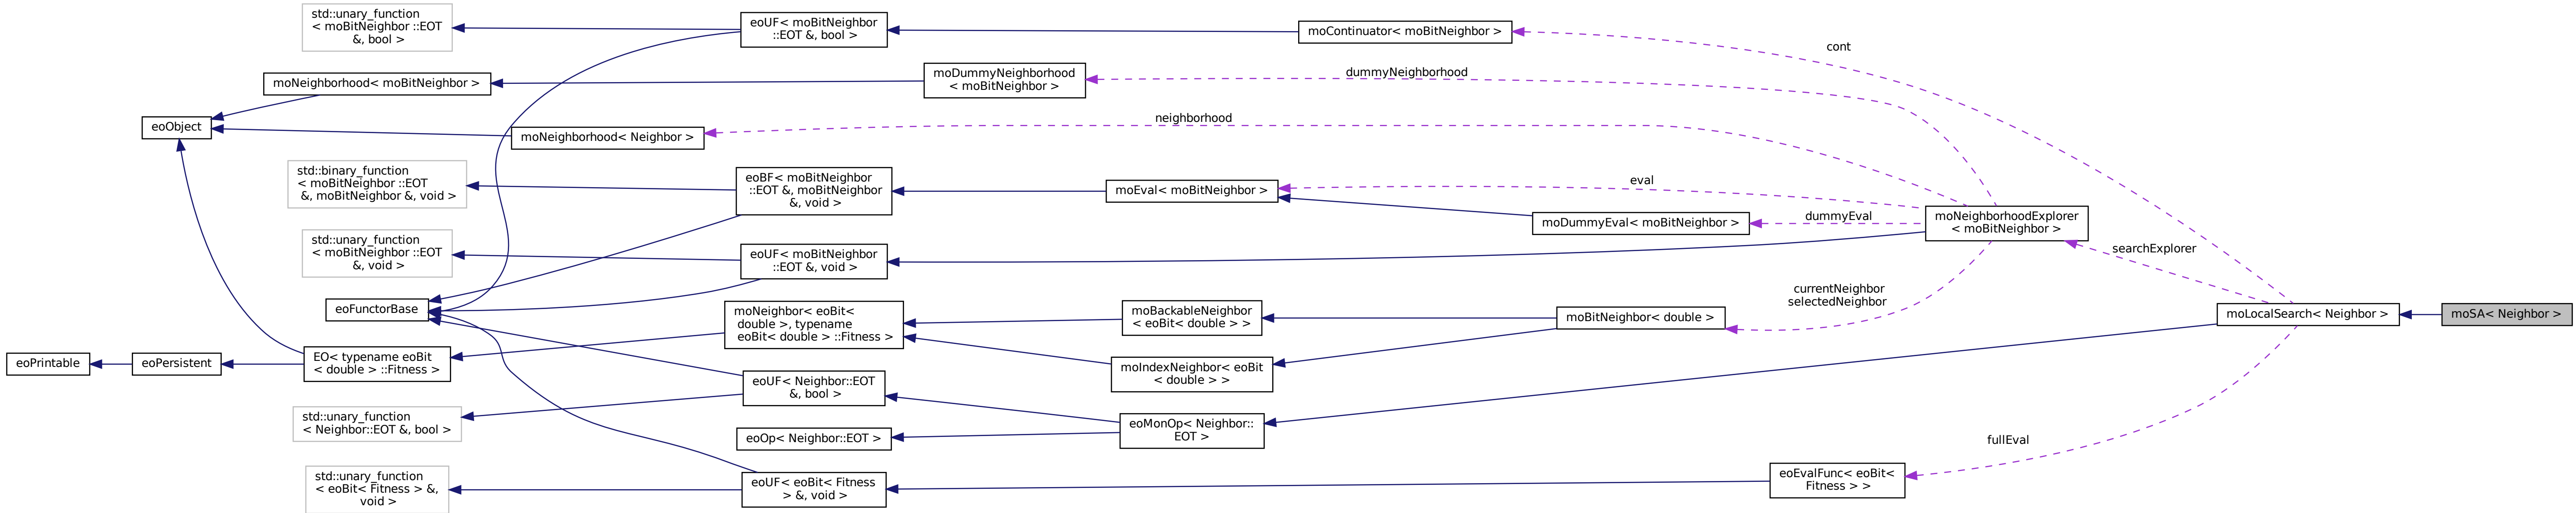 std::unary_function
< moBitNeighbor ::EOT
&, bool >
eoUF< moBitNeighbor
::EOT &, bool >
moContinuator< moBitNeighbor >
cont
moNeighborhood< moBitNeighbor >
moDummyNeighborhood
< moBitNeighbor >
dummyNeighborhood
eoObject
moNeighborhood< Neighbor >
neighborhood
std::binary_function
< moBitNeighbor ::EOT
&, moBitNeighbor &, void >
eoBF< moBitNeighbor
::EOT &, moBitNeighbor
&, void >
moEval< moBitNeighbor >
eval
moDummyEval< moBitNeighbor >
dummyEval
moNeighborhoodExplorer
< moBitNeighbor >
searchExplorer
std::unary_function
< moBitNeighbor ::EOT
&, void >
eoUF< moBitNeighbor
::EOT &, void >
eoFunctorBase
moNeighbor< eoBit<
double >, typename
eoBit< double > ::Fitness >
moBackableNeighbor
< eoBit< double > >
moBitNeighbor< double >
currentNeighbor
selectedNeighbor
moLocalSearch< Neighbor >
moSA< Neighbor >
eoPrintable
eoPersistent
EO< typename eoBit
< double > ::Fitness >
moIndexNeighbor< eoBit
< double > >
eoUF< Neighbor::EOT
&, bool >
std::unary_function
< Neighbor::EOT &, bool >
eoOp< Neighbor::EOT >
eoMonOp< Neighbor::
EOT >
fullEval
std::unary_function
< eoBit< Fitness > &,
void >
eoUF< eoBit< Fitness
> &, void >
eoEvalFunc< eoBit<
Fitness > >